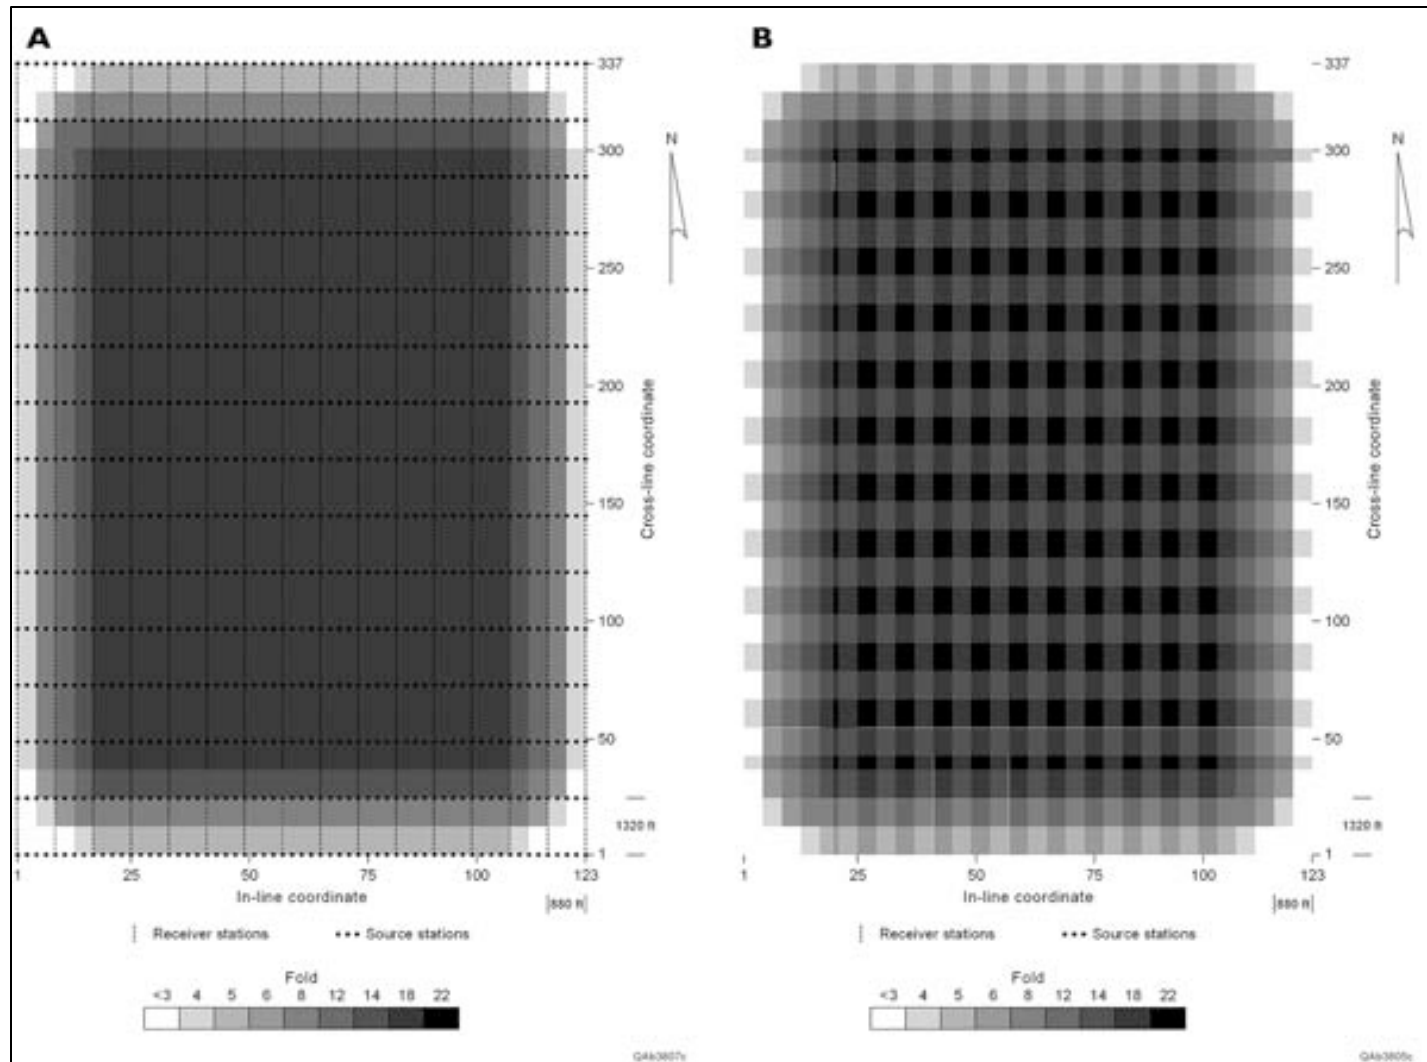 A
337
N
300
250
200
Cross-line coordinate
150
100
50
1320 ft
1
1 25 50 75 100 123
In-line coordinate
880 ft
Receiver stations Source stations
Fold
<3 4 5 6 8 12 14 18 22
B
337
N
300
250
200
Cross-line coordinate
150
100
50
1320 ft
1
1 25 50 75 100 123
In-line coordinate
880 ft
Receiver stations Source stations
Fold
<3 4 5 6 8 12 14 18 22